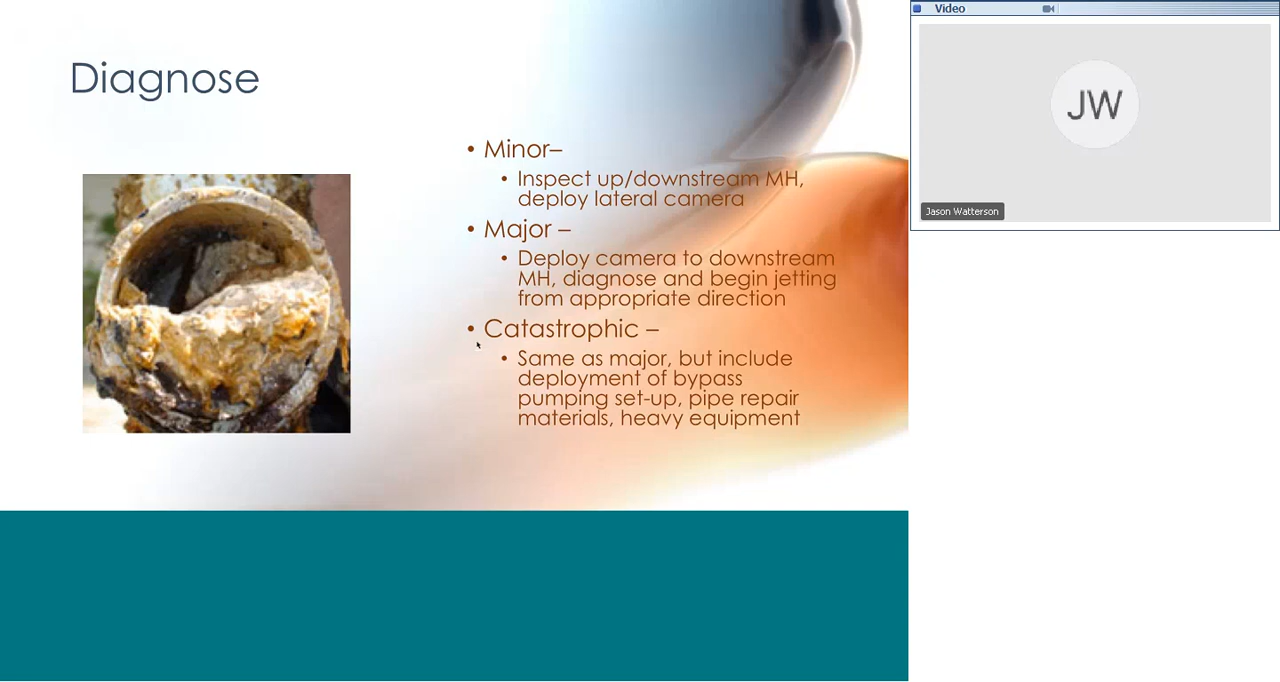 Diagnose
• Minor–
• Inspect up/downstream MH,
deploy lateral camera
• Major –
• Deploy camera to downstream
MH, diagnose and begin jetting
from appropriate direction
• Catastrophic –
• Same as major, but include
deployment of bypass
pumping set-up, pipe repair
materials, heavy equipment
Video
JW
Jason Watterson